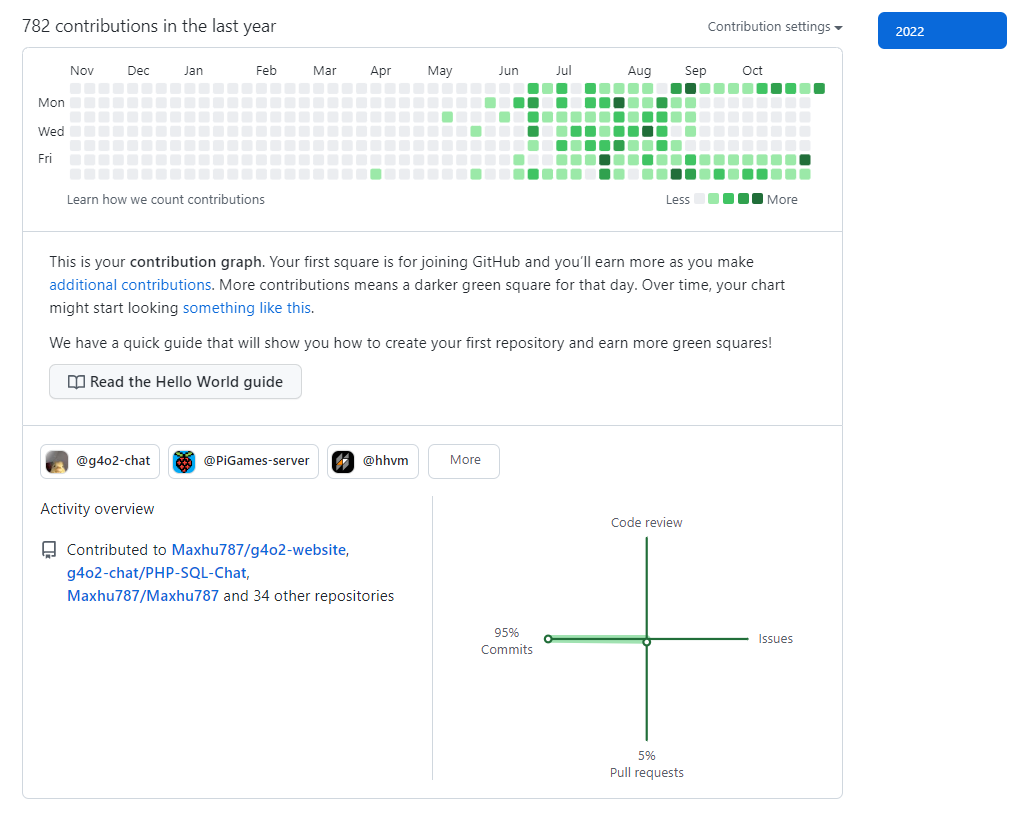 782 contributions in the last year
Contribution settings
2022
Nov Dec Jan Feb Mar Apr May Jun Jul Aug Sep Oct
Mon
Wed
Fri
Learn how we count contributions
Less More
This is your contribution graph. Your first square is for joining GitHub and you'll earn more as you make
additional contributions. More contributions means a darker green square for that day. Over time, your chart
might start looking something like this.
We have a quick guide that will show you how to create your first repository and earn more green squares!
Read the Hello World guide
@g4o2-chat @PiGames-server @hhvm More
Activity overview
Contributed to Maxhu787/g4o2-website,
g4o2-chat/PHP-SQL-Chat,
Maxhu787/Maxhu787 and 34 other repositories
Code review
95%
Commits
Issues
5%
Pull requests